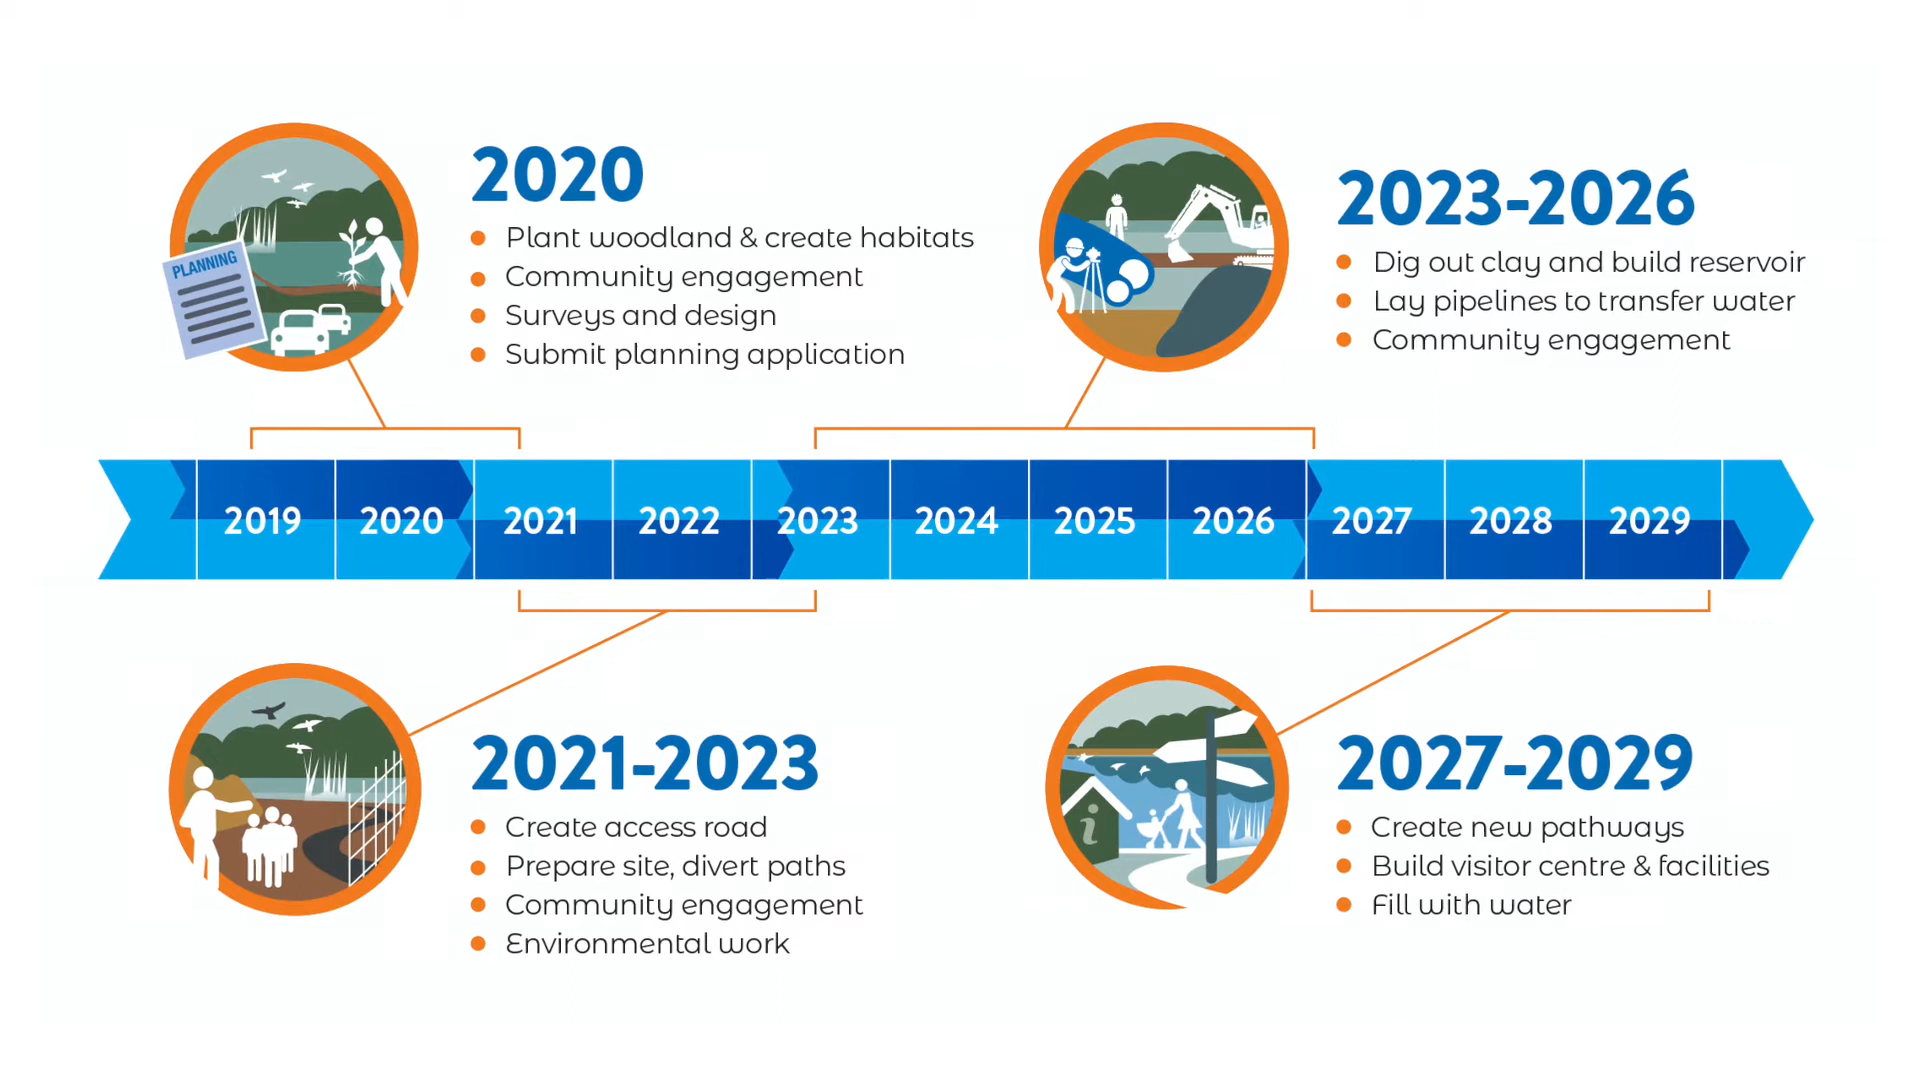 2020
Plant woodland & create habitats
Community engagement
Surveys and design
Submit planning application
PLANNING
2023-2026
Dig out clay and build reservoir
Lay pipelines to transfer water
Community engagement
2019 2020 2021 2022 2023 2024 2025 2026 2027 2028 2029
2021-2023
Create access road
Prepare site, divert paths
Community engagement
Environmental work
i
2027-2029
Create new pathways
Build visitor centre & facilities
Fill with water